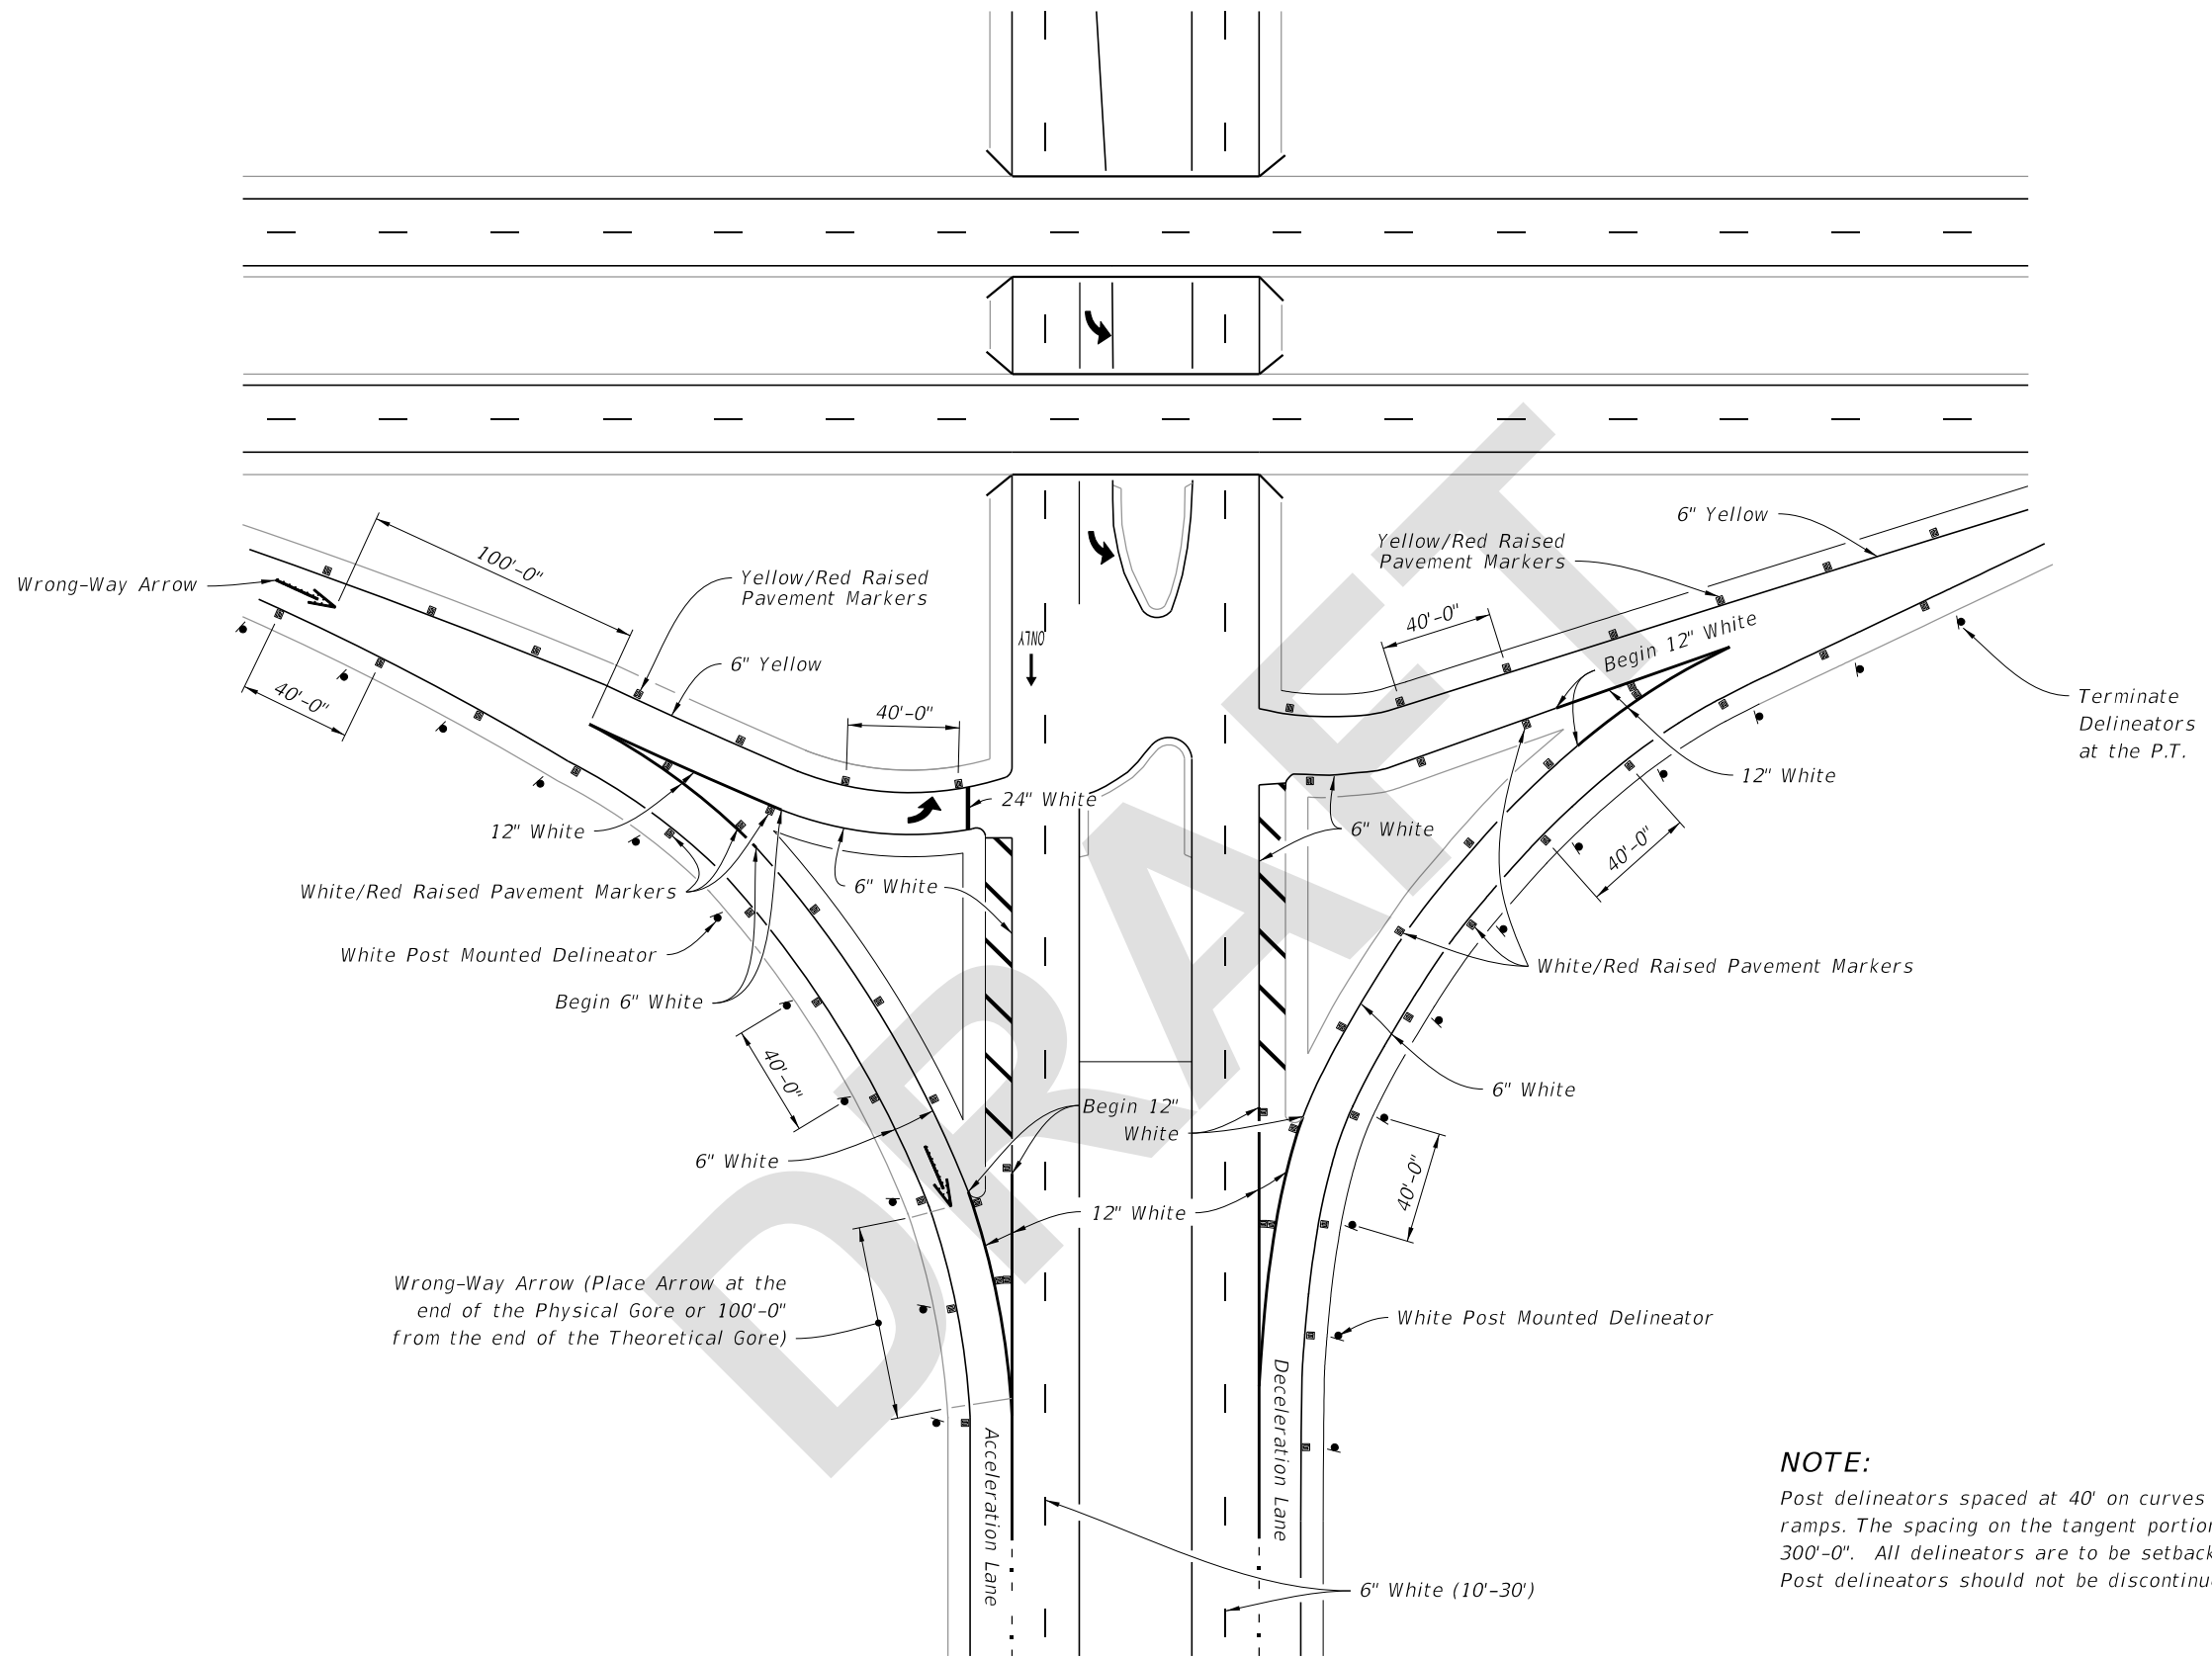 6" Yellow
Yellow/Red Raised
Pavement Markers
100'-0"
Wrong-Way Arrow
Yellow/Red Raised
Pavement Markers
40'-0"
Begin 12" White
ONLY
6" Yellow
40'-0"
Terminate
Delineators
at the P.T.
40'-0"
12" White
24" White
12" White
6" White
40'-0"
White/Red Raised Pavement Markers
6" White
White Post Mounted Delineator
White/Red Raised Pavement Markers
Begin 6" White
40'-0"
6" White
Begin 12"
White
6" White
40'-0"
12" White
Wrong-Way Arrow (Place Arrow at the
end of the Physical Gore or 100'-0"
from the end of the Theoretical Gore)
White Post Mounted Delineator
Acceleration Lane
Deceleration Lane
6" White (10'-30')
NOTE:
Post delineators spaced at 40' on curves
ramps. The spacing on the tangent
300'-0". All delineators are to be setback
Post delineators should not be
DRAFT